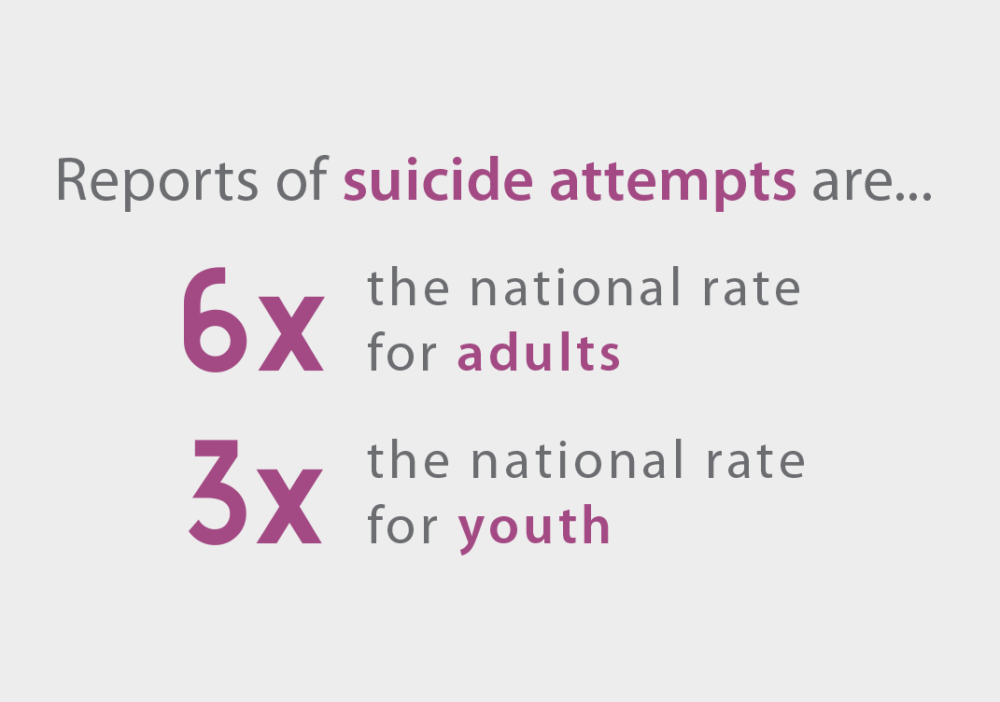 Reports of suicide attempts are...
6x the national rate
for adults
3x the national rate
for youth